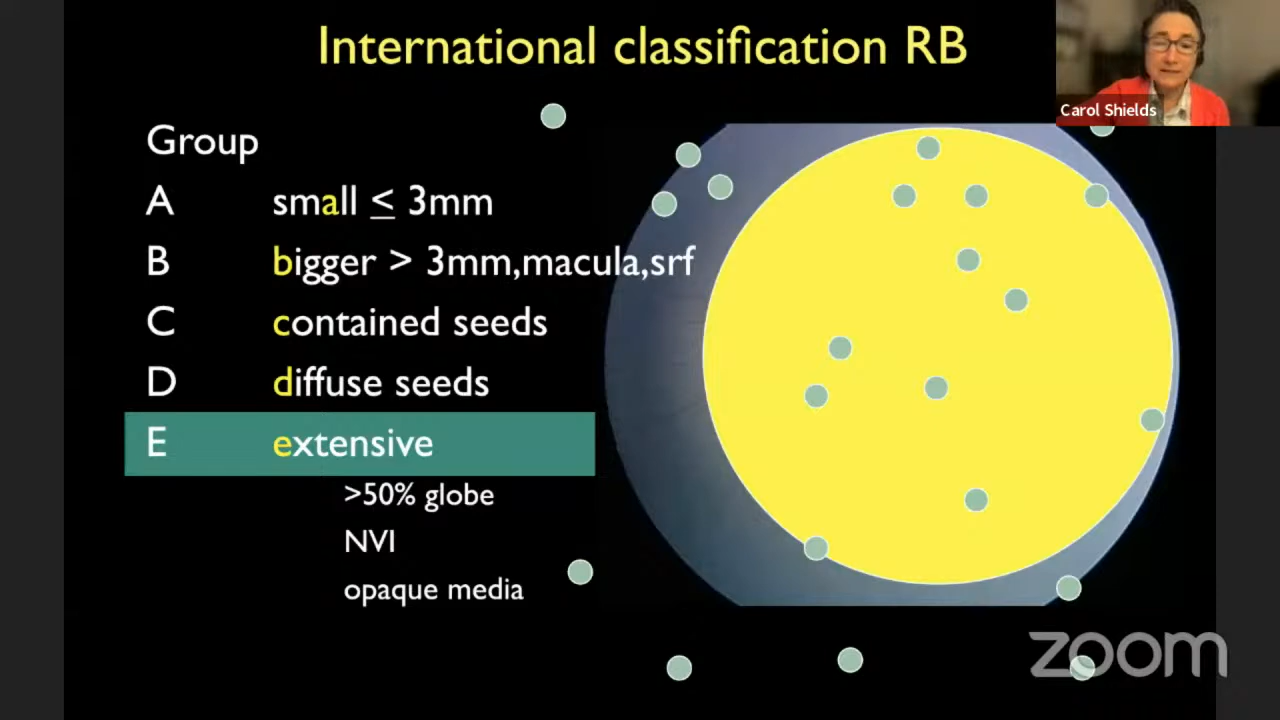 International classification RB
Carol Shields
Group
A small ≤ 3mm
B bigger > 3mm,macula,srf
C contained seeds
D diffuse seeds
E extensive
>50% globe
NVI
opaque media
zoom